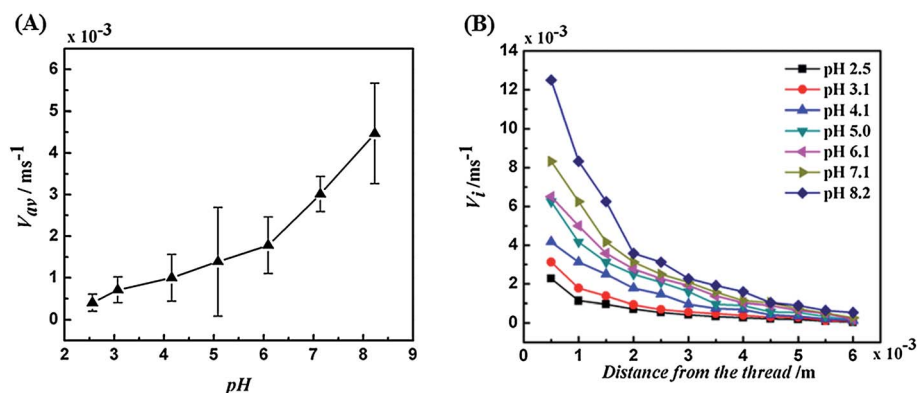 (A)
x 10⁻³
6
5
4
3
2
1
0
V_av / ms⁻¹
2 3 4 5 6 7 8 9
pH
(B)
x 10⁻³
14
12
10
8
6
4
2
0
V_i /ms⁻¹
pH 2.5
pH 3.1
pH 4.1
pH 5.0
pH 6.1
pH 7.1
pH 8.2
0 1 2 3 4 5 6 x 10⁻³
Distance from the thread /m